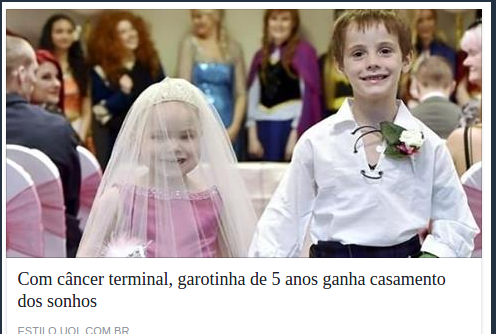 Com câncer terminal, garotinha de 5 anos ganha casamento
dos sonhos
ESTILO.UOL.COM.BR